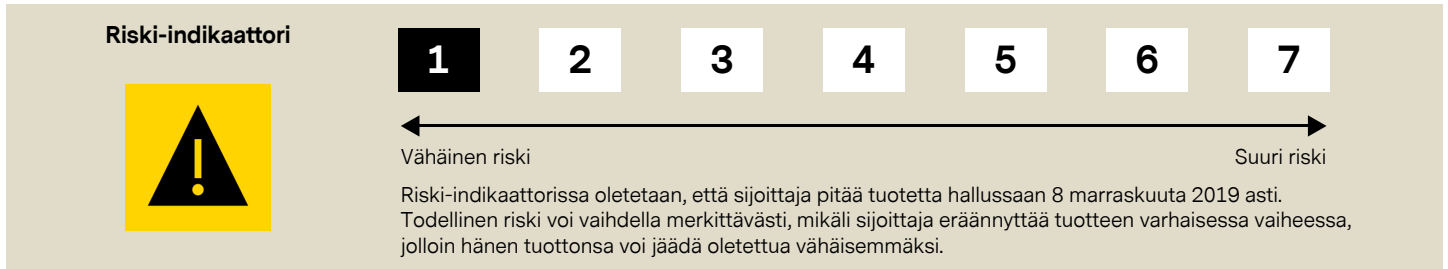 Riski-indikaattori
1 2 3 4 5 6 7
!
Vähäinen riski Suuri riski
Riski-indikaattorissa oletetaan, että sijoittaja pitää tuotetta hallussaan 8 marraskuuta 2019 asti.
Todellinen riski voi vaihdella merkittävästi, mikäli sijoittaja eräännyttää tuotteen varhaisessa vaiheessa,
jolloin hänen tuottonsa voi jäädä oletettua vähäisemmäksi.